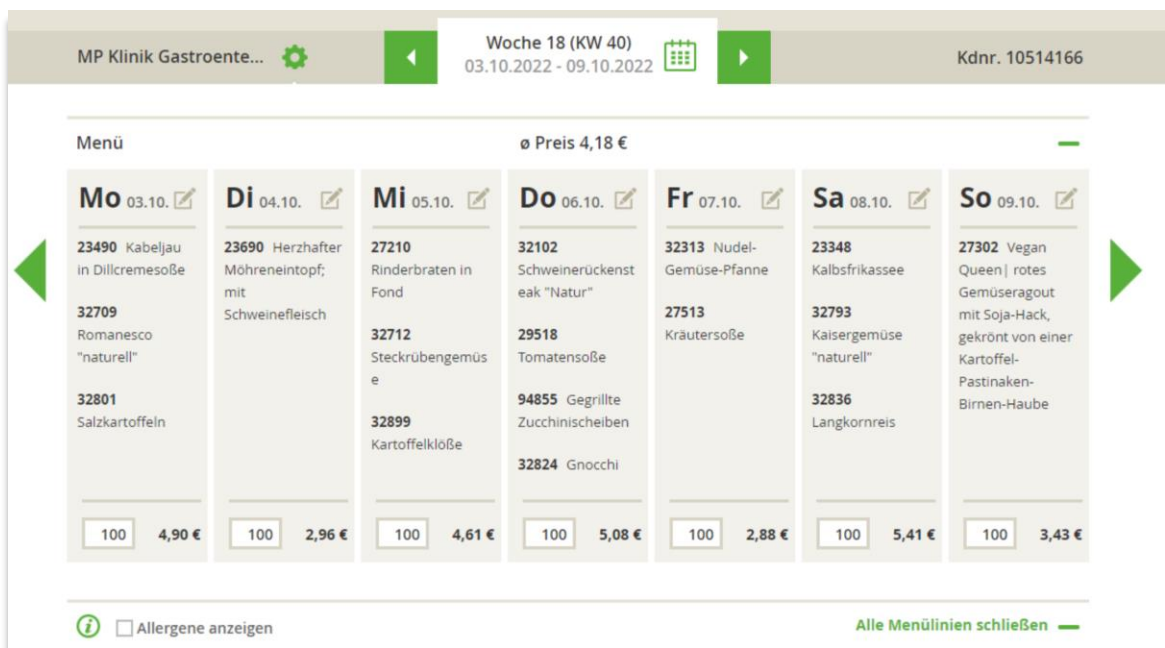 MP Klinik Gastroente...
Woche 18 (KW 40)
03.10.2022 - 09.10.2022
Kdnr. 10514166
Menü
ø Preis 4,18 €
Mo 03.10.
23490 Kabeljau
in Dillcremesoße
32709
Romanesco
"naturell"
32801
Salzkartoffeln
100 4,90 €
Di 04.10.
23690 Herzhafter
Möhreneintopf;
mit
Schweinefleisch
100 2,96 €
Mi 05.10.
27210
Rinderbraten in
Fond
32712
Steckrübengemüs
e
32899
Kartoffelklöße
100 4,61 €
Do 06.10.
32102
Schweinerückenst
eak "Natur"
29518
Tomatensoße
94855 Gegrillte
Zucchinischeiben
32824 Gnocchi
100 5,08 €
Fr 07.10.
32313 Nudel-
Gemüse-Pfanne
27513
Kräutersoße
100 2,88 €
Sa 08.10.
23348
Kalbsfrikassee
32793
Kaisergemüse
"naturell"
32836
Langkornreis
100 5,41 €
So 09.10.
27302 Vegan
Queen| rotes
Gemüseragout
mit Soja-Hack,
gekrönt von einer
Kartoffel-
Pastinaken-
Birnen-Haube
100 3,43 €
i
Allergene anzeigen
Alle Menülinien schließen